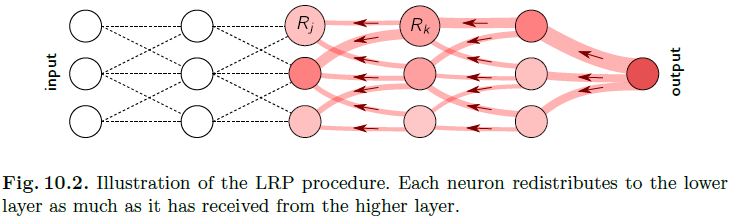 input
R_j
R_k
output
Fig. 10.2. Illustration of the LRP procedure. Each neuron redistributes to the lower
layer as much as it has received from the higher layer.